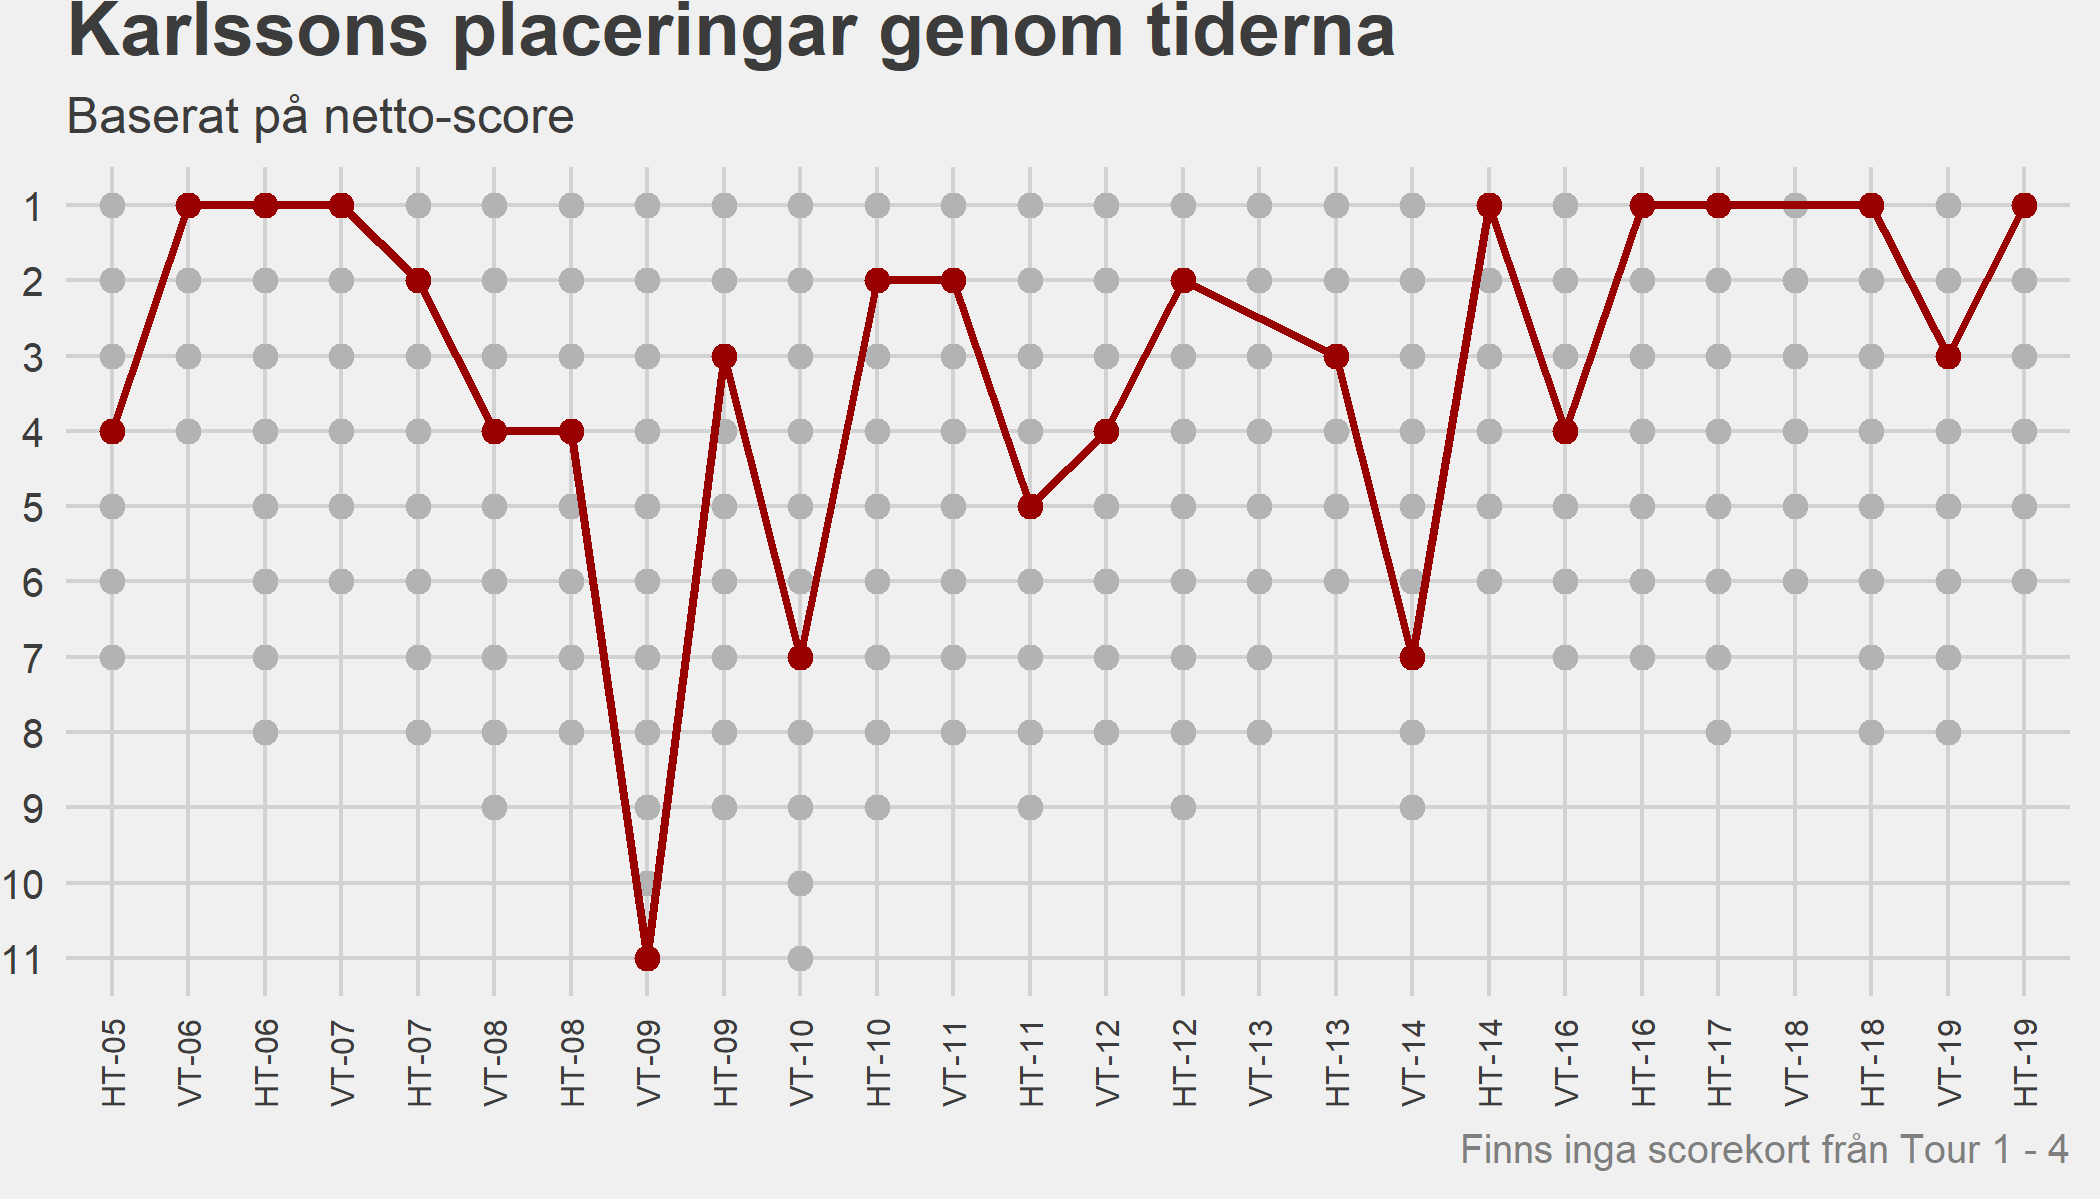 Karlssons placeringar genom tiderna
Baserat på netto-score
1
2
3
4
5
6
7
8
9
10
11
HT-05
VT-06
HT-06
VT-07
HT-07
VT-08
HT-08
VT-09
HT-09
VT-10
HT-10
VT-11
HT-11
VT-12
HT-12
VT-13
HT-13
VT-14
HT-14
VT-16
HT-16
HT-17
VT-18
HT-18
VT-19
HT-19
Finns inga scorekort från Tour 1 - 4